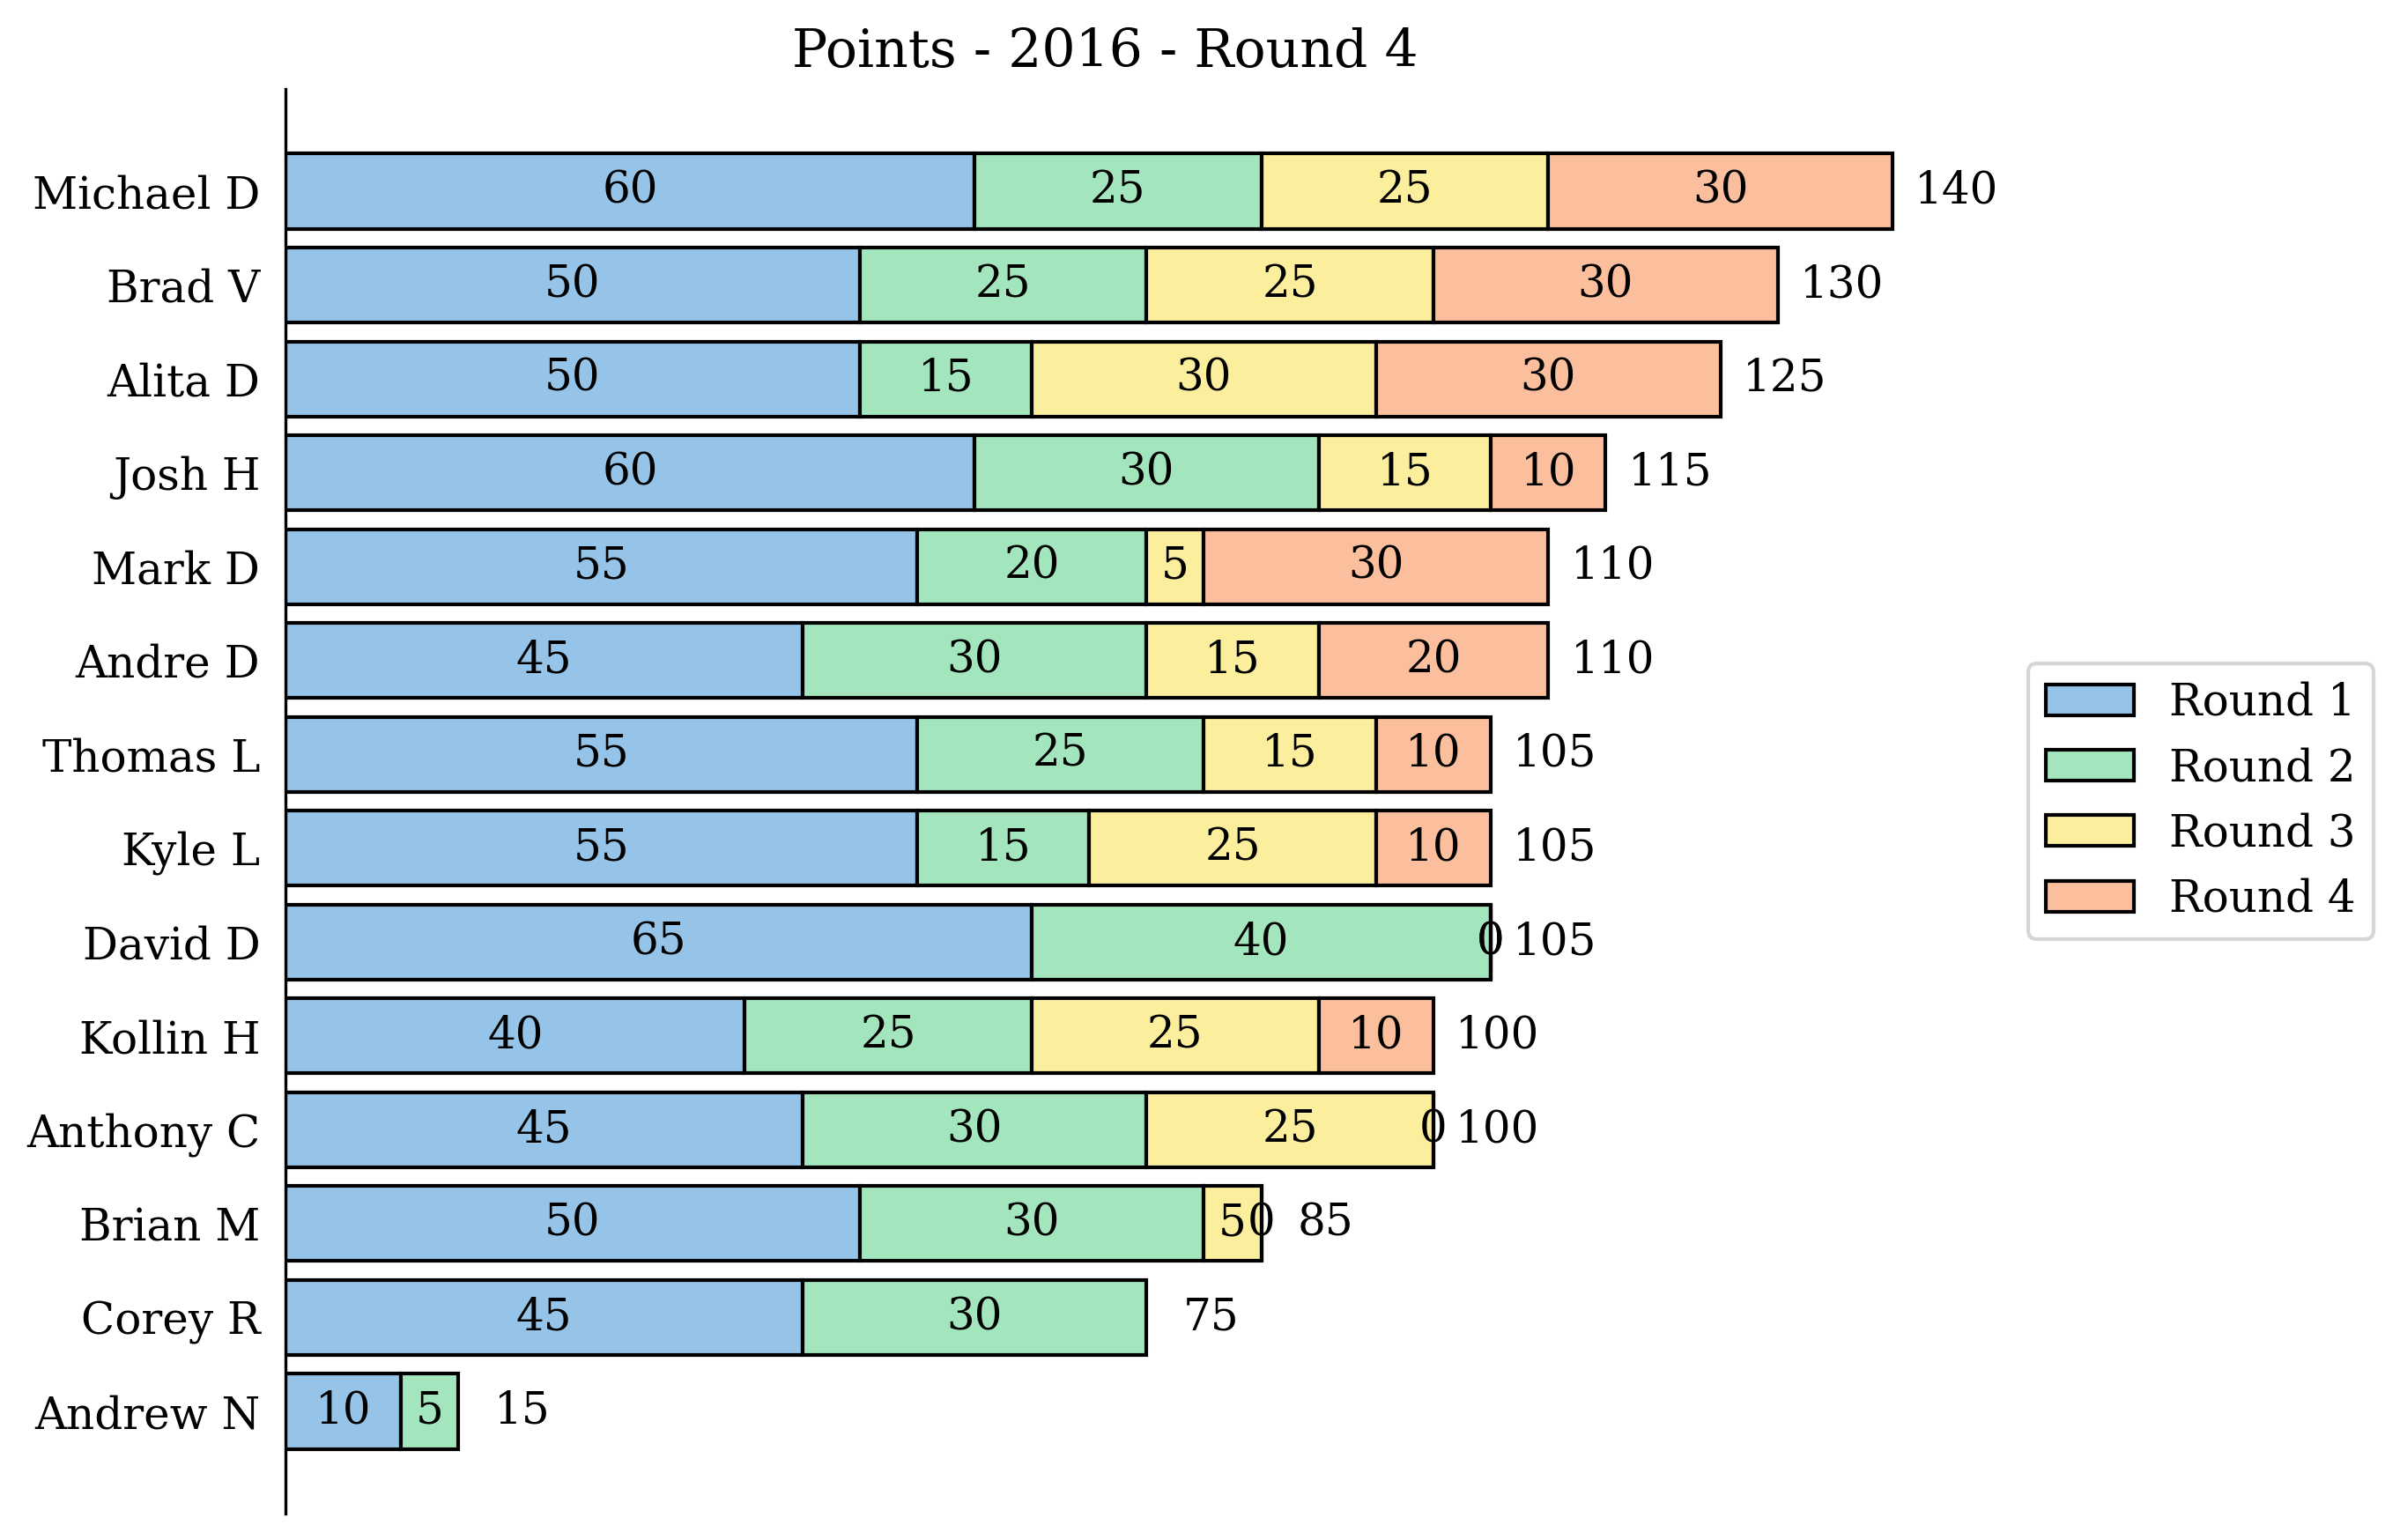 Points - 2016 - Round 4
Michael D 60 25 25 30 140
Brad V 50 25 25 30 130
Alita D 50 15 30 30 125
Josh H 60 30 15 10 115
Mark D 55 20 5 30 110
Andre D 45 30 15 20 110
Thomas L 55 25 15 10 105
Kyle L 55 15 25 10 105
David D 65 40 0 105
Kollin H 40 25 25 10 100
Anthony C 45 30 25 0 100
Brian M 50 30 5 0 85
Corey R 45 30 75
Andrew N 10 5 15
Round 1
Round 2
Round 3
Round 4